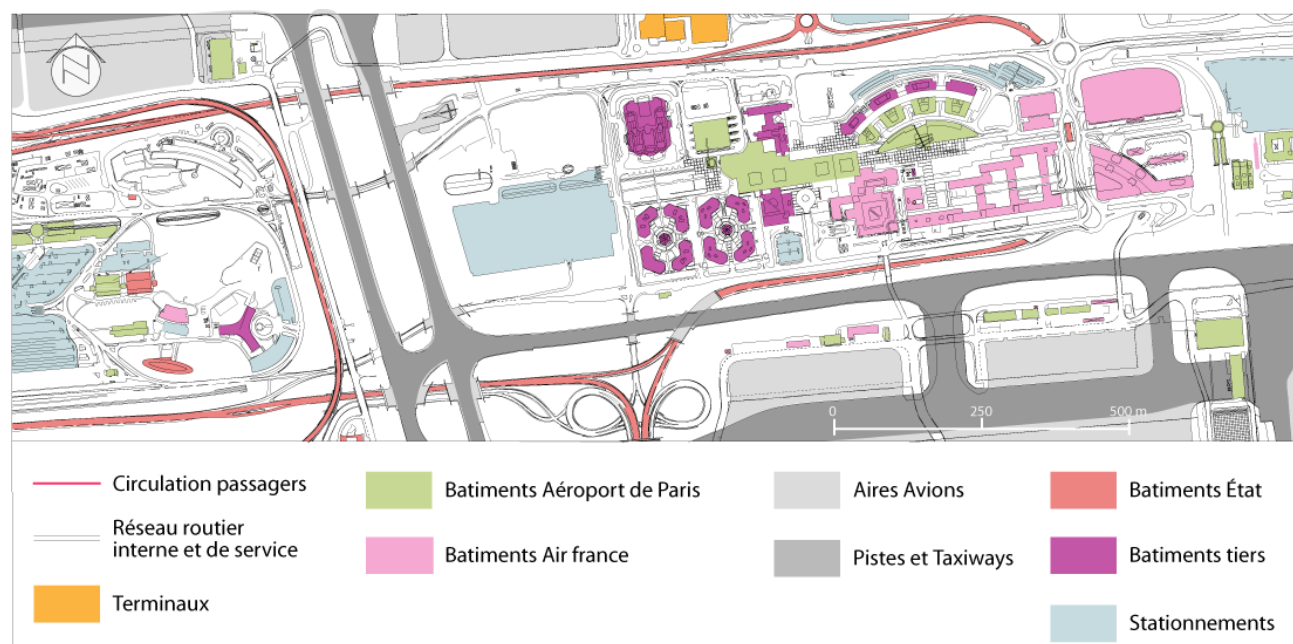 N
0 250 500 m
Circulation passagers
Réseau routier
interne et de service
Terminaux
Batiments Aéroport de Paris
Batiments Air france
Aires Avions
Pistes et Taxiways
Batiments État
Batiments tiers
Stationnements